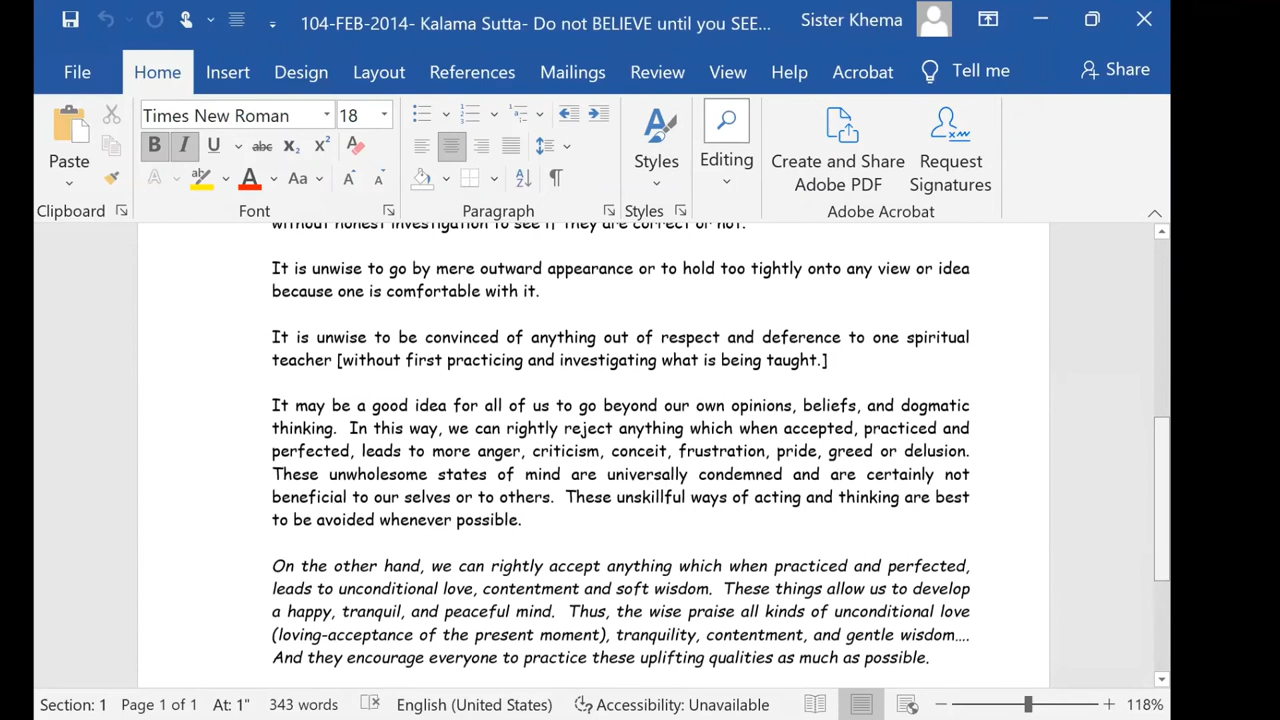 104-FEB-2014- Kalama Sutta- Do not BELIEVE until you SEE...
Sister Khema
File Home Insert Design Layout References Mailings Review View Help Acrobat Tell me Share
Times New Roman 18
Paste
Styles
Editing
Create and Share Adobe PDF
Request Signatures
Clipboard Font Paragraph Styles Adobe Acrobat
without honest investigation to see if they are correct or not.
It is unwise to go by mere outward appearance or to hold too tightly onto any view or idea
because one is comfortable with it.
It is unwise to be convinced of anything out of respect and deference to one spiritual
teacher [without first practicing and investigating what is being taught.]
It may be a good idea for all of us to go beyond our own opinions, beliefs, and dogmatic
thinking. In this way, we can rightly reject anything which when accepted, practiced and
perfected, leads to more anger, criticism, conceit, frustration, pride, greed or delusion.
These unwholesome states of mind are universally condemned and are certainly not
beneficial to our selves or to others. These unskillful ways of acting and thinking are best
to be avoided whenever possible.
On the other hand, we can rightly accept anything which when practiced and perfected,
leads to unconditional love, contentment and soft wisdom. These things allow us to develop
a happy, tranquil, and peaceful mind. Thus, the wise praise all kinds of unconditional love
(loving-acceptance of the present moment), tranquility, contentment, and gentle wisdom....
And they encourage everyone to practice these uplifting qualities as much as possible.
Section: 1 Page 1 of 1 At: 1" 343 words English (United States) Accessibility: Unavailable 118%